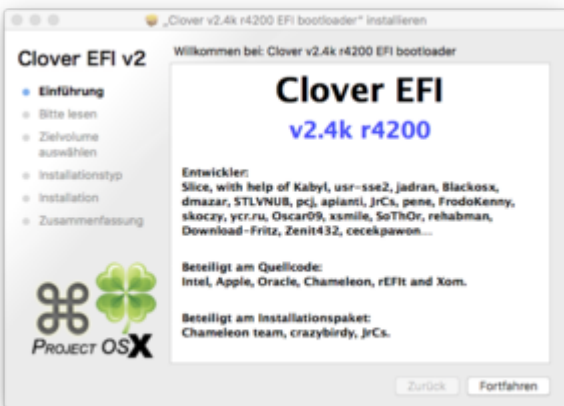 „Clover v2.4k r4200 EFI bootloader“ installieren
Willkommen bei: Clover v2.4k r4200 EFI bootloader
Clover EFI v2
Einführung
Bitte lesen
Zielvolume
auswählen
Installationstyp
Installation
Zusammenfassung
PROJECT OSX
Clover EFI
v2.4k r4200
Entwickler:
Slice, with help of Kabyl, usr-sse2, jadran, Blackosx,
dmazar, STLVNUB, pcj, apianti, JrCs, pene, FrodoKenny,
skoczy, ycr.ru, Oscar09, xsmile, SoThOr, rehabman,
Download-Fritz, Zenit432, cecekpawon...
Beteiligt am Quellcode:
Intel, Apple, Oracle, Chameleon, rEFIt and Xom.
Beteiligt am Installationspaket:
Chameleon team, crazybirdy, JrCs.
Zurück
Fortfahren